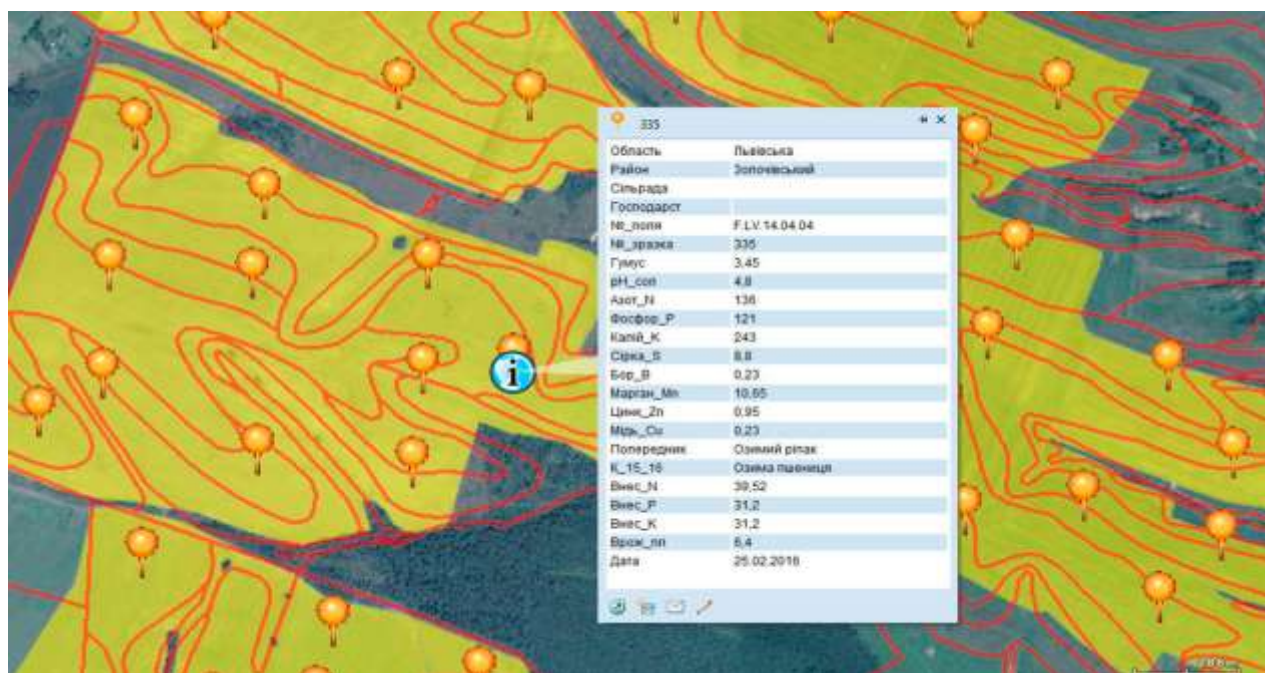 335
Область Львівська
Район Золочівський
Сільрада
Господарст
№_поля F.LV.14.04.04
№_зразка 335
Гумус 3,45
pH_сол 4,8
Азот_N 136
Фосфор_P 121
Калій_K 243
Сірка_S 8,8
Бор_B 0,23
Марган_Mn 10,65
Цинк_Zn 0,95
Мідь_Cu 0,23
Попередник Озимий ріпак
К_15_16 Озима пшениця
Внес_N 39,52
Внес_P 31,2
Внес_K 31,2
Врож_пл 6,4
Дата 25.02.2016